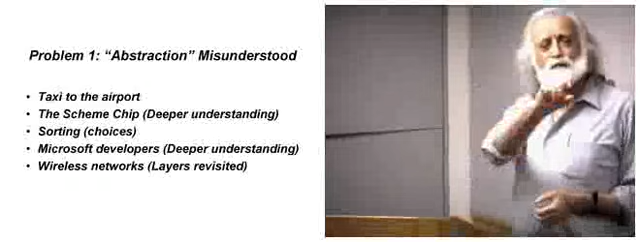 Problem 1: “Abstraction” Misunderstood
• Taxi to the airport
• The Scheme Chip (Deeper understanding)
• Sorting (choices)
• Microsoft developers (Deeper understanding)
• Wireless networks (Layers revisited)